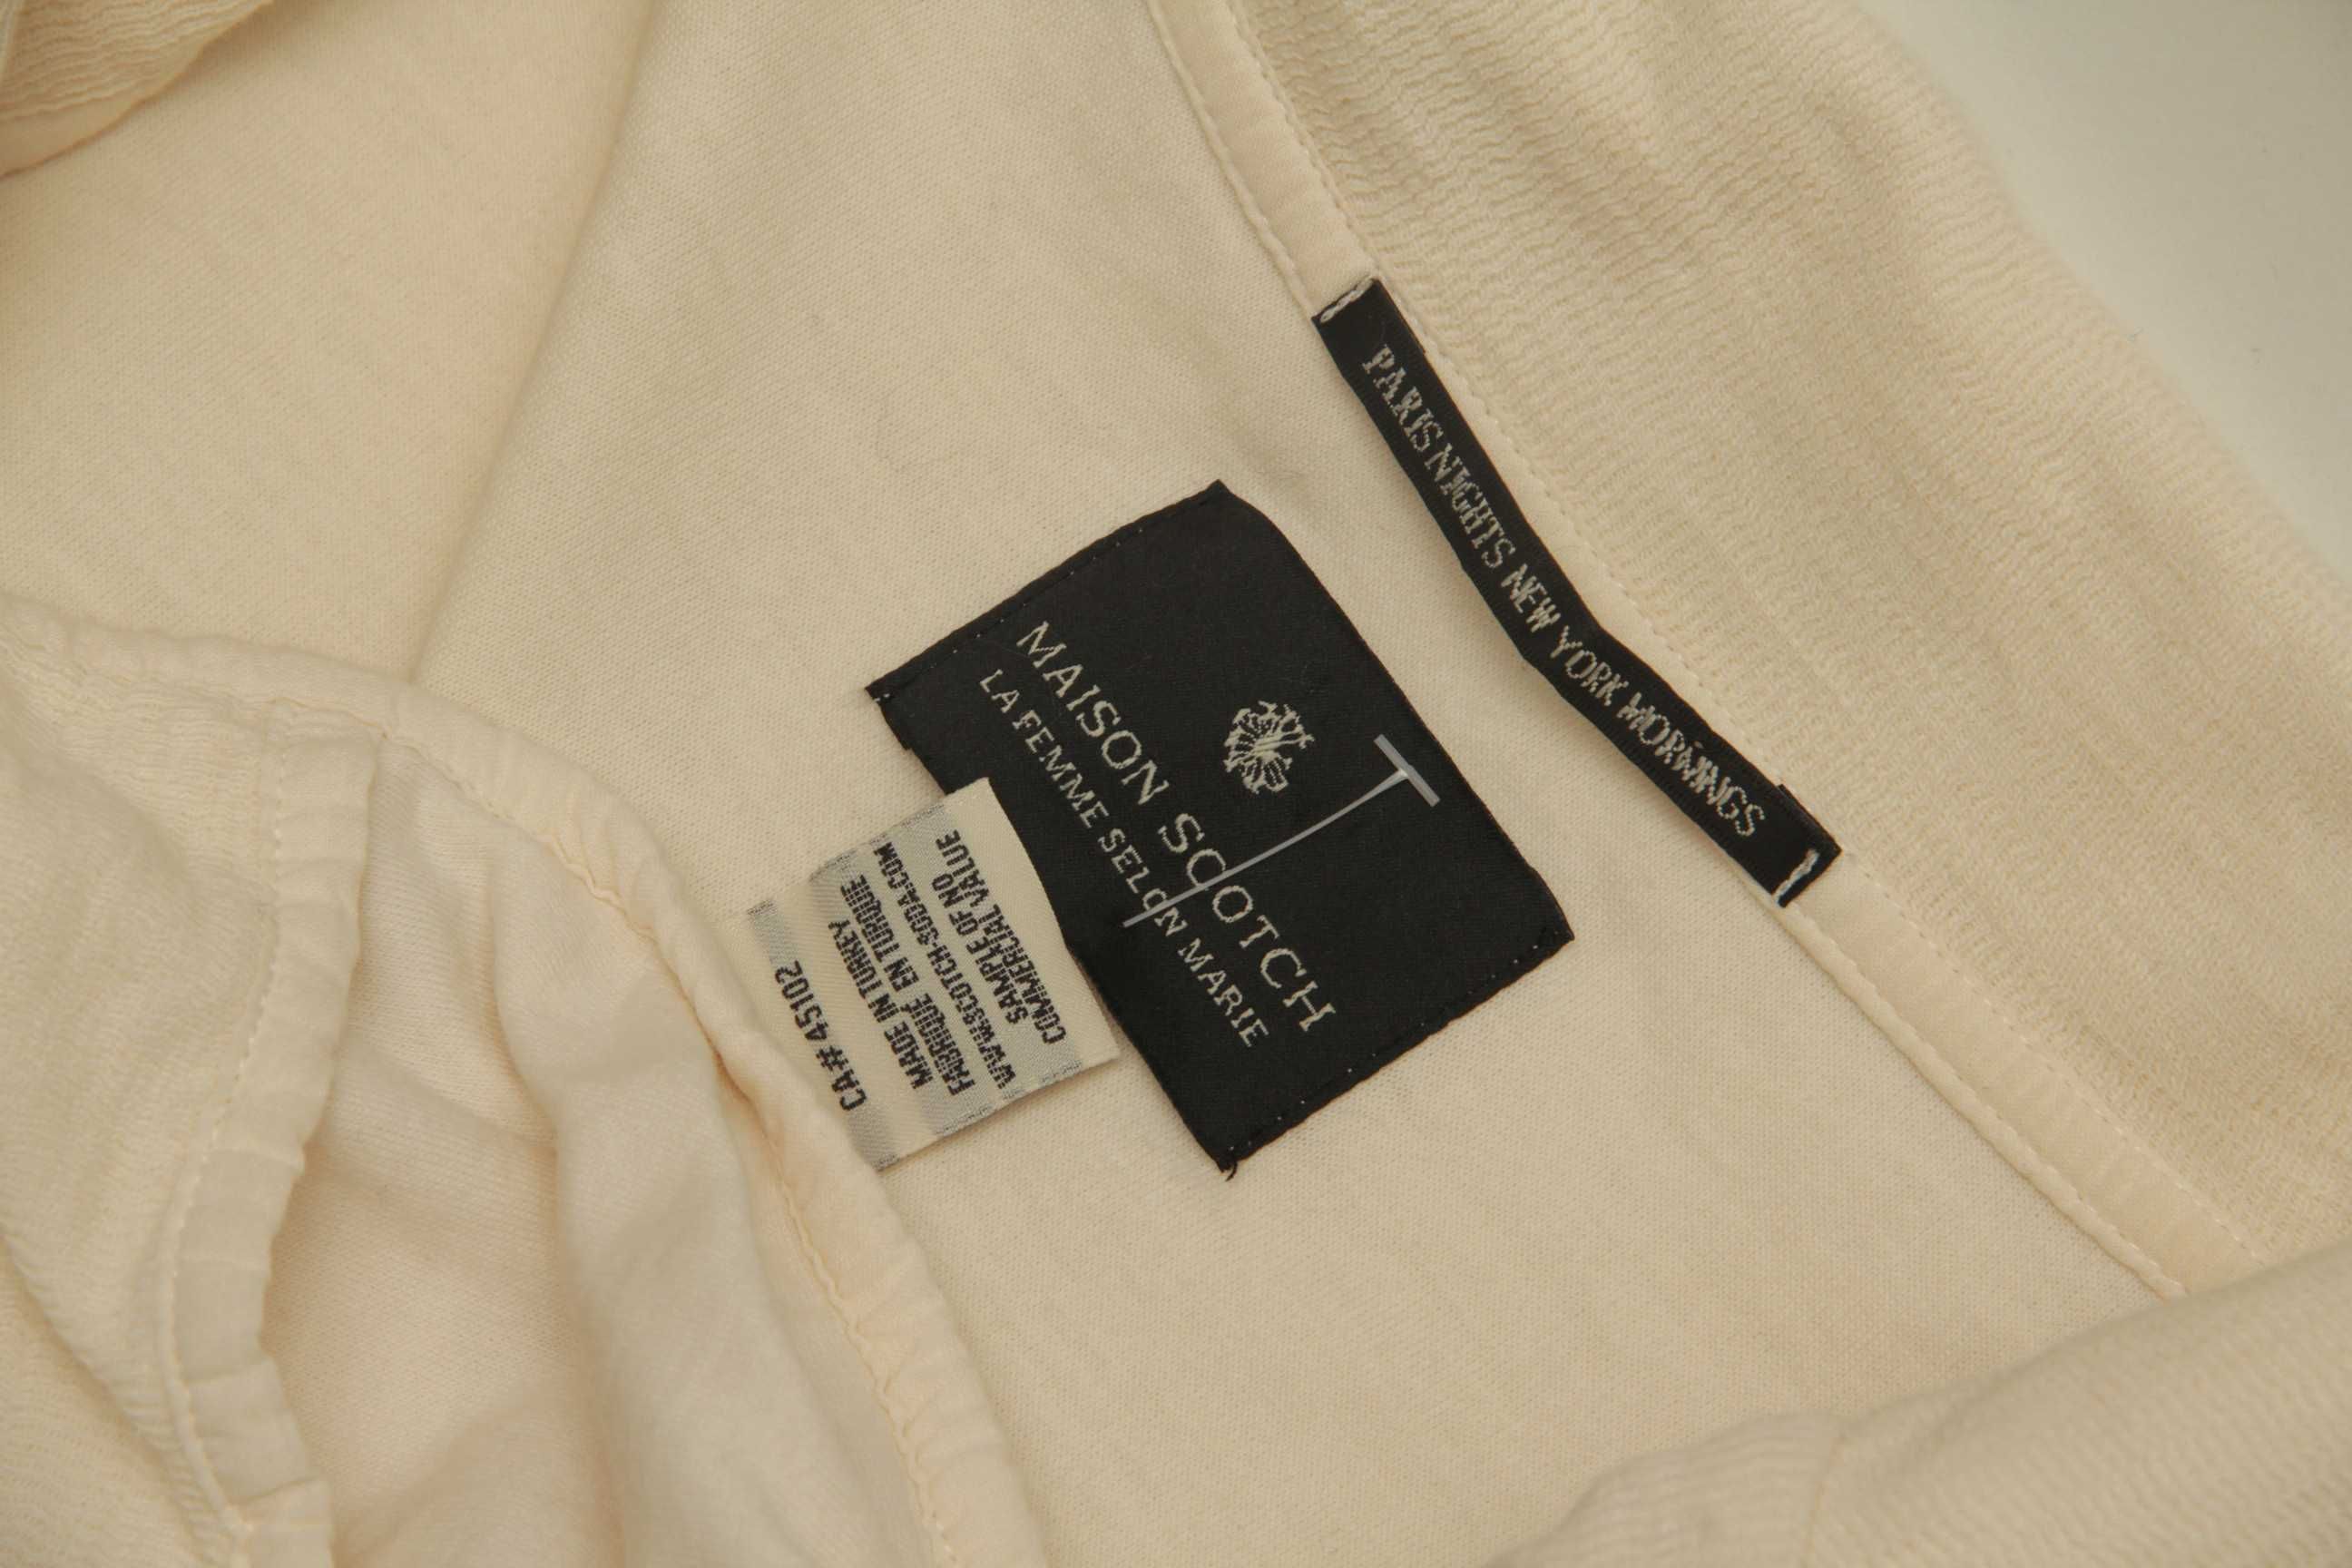 PARIS NIGHTS NEW YORK MORNINGS
MAISON SCOTCH
LA FEMME SELON MARIE
CA# 45102
MADE IN TURKEY
FABRIQUE EN TURQUIE
WWW.SCOTCH-SODA.COM
SAMPLE OF NO
COMMERCIAL VALUE